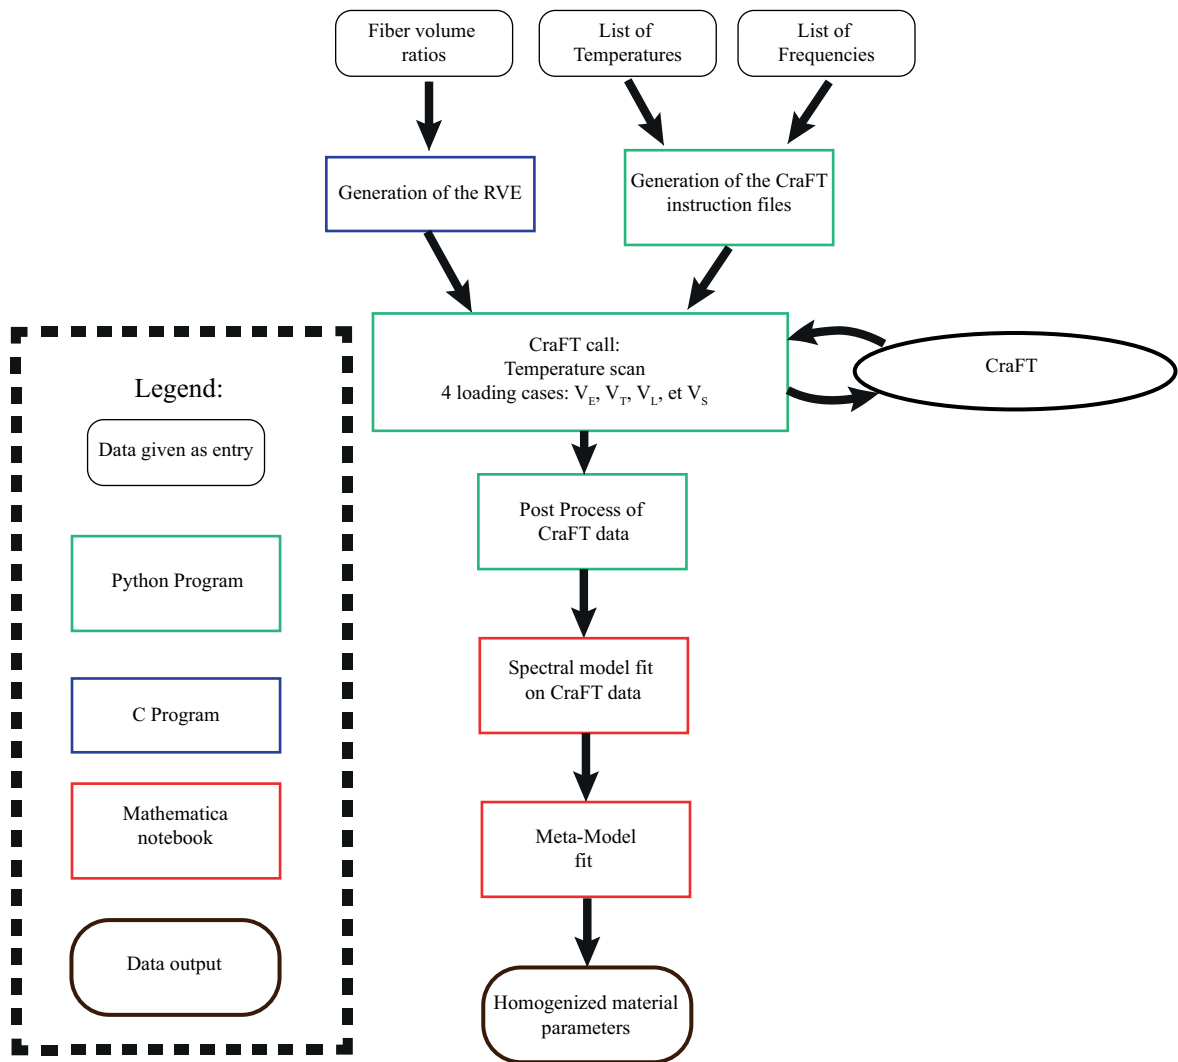 Fiber volume
ratios
List of
Temperatures
List of
Frequencies
Generation of the RVE
Generation of the CraFT
instruction files
CraFT call:
Temperature scan
4 loading cases: V_E, V_T, V_L, et V_S
CraFT
Post Process of
CraFT data
Spectral model fit
on CraFT data
Meta-Model
fit
Homogenized material
parameters
Legend:
Data given as entry
Python Program
C Program
Mathematica
notebook
Data output